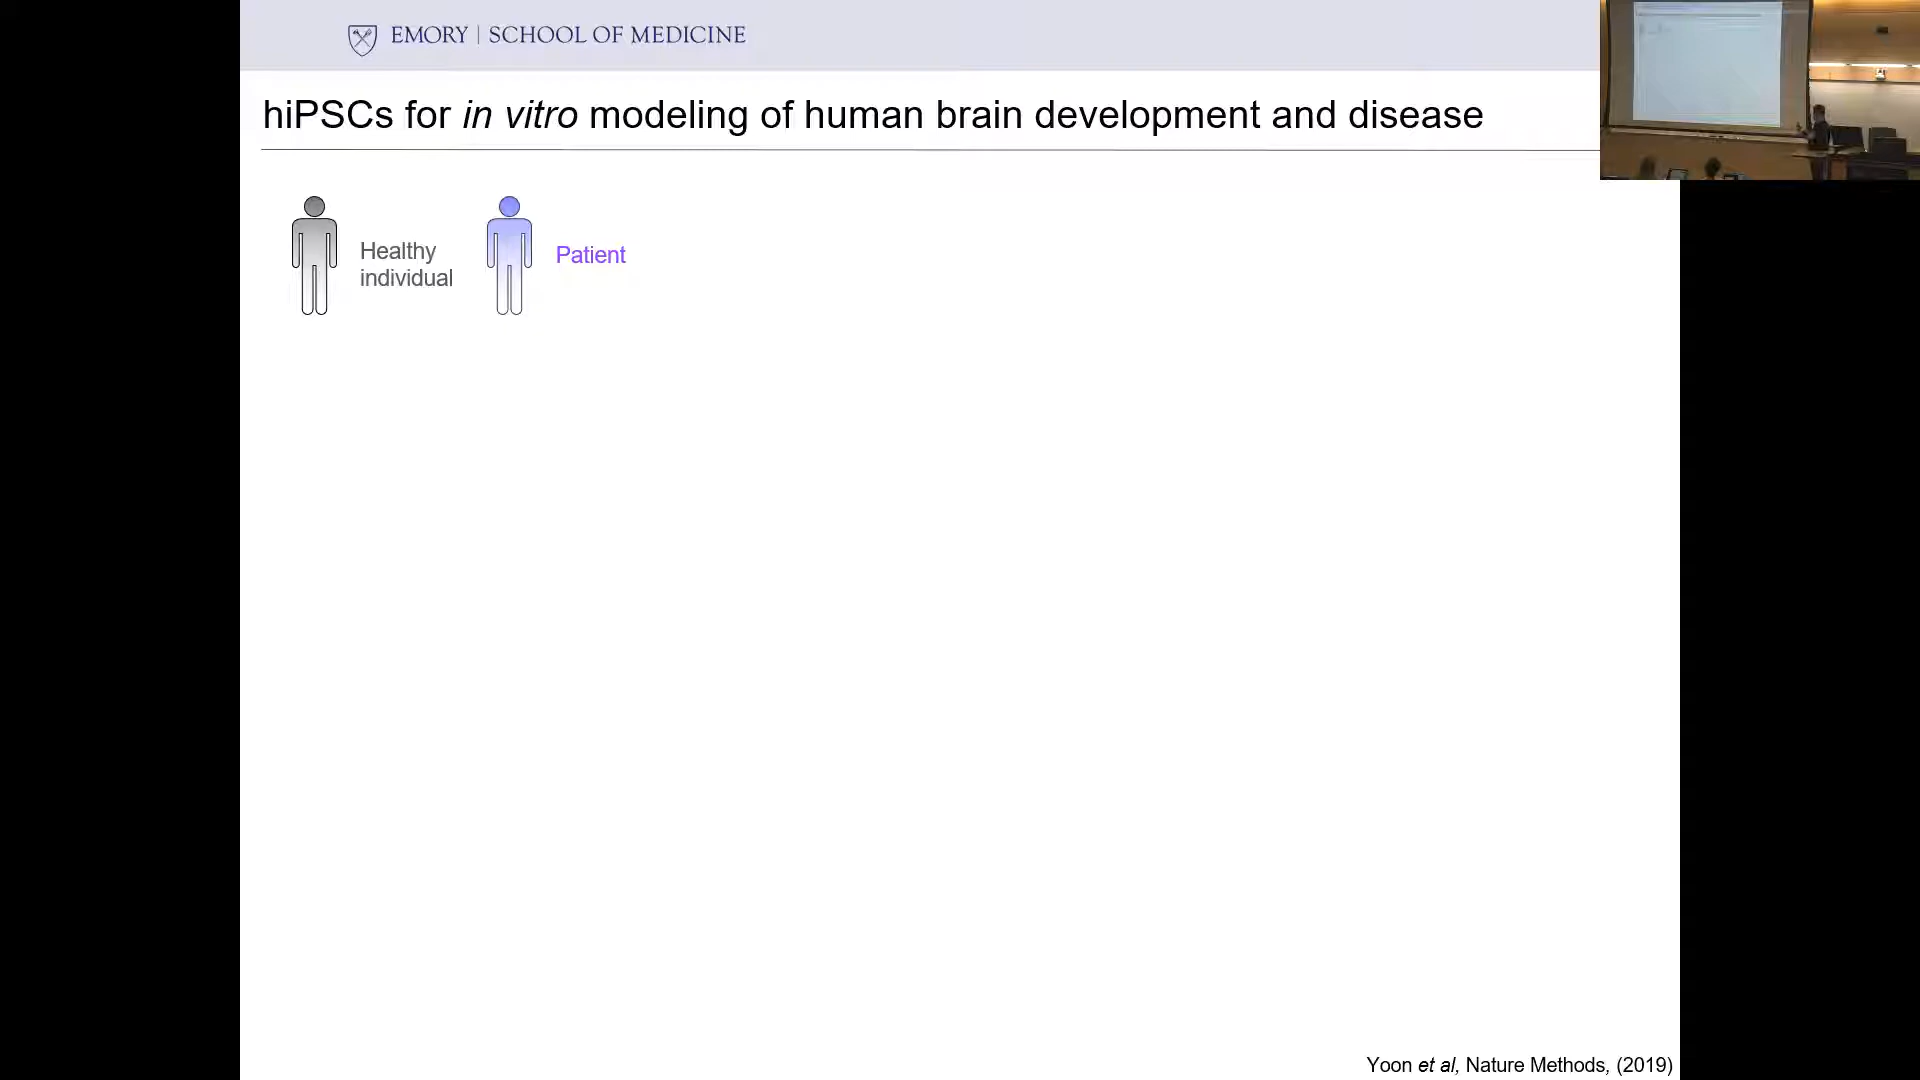 EMORY | SCHOOL OF MEDICINE
hiPSCs for in vitro modeling of human brain development and disease
Healthy
individual
Patient
Yoon et al, Nature Methods, (2019)